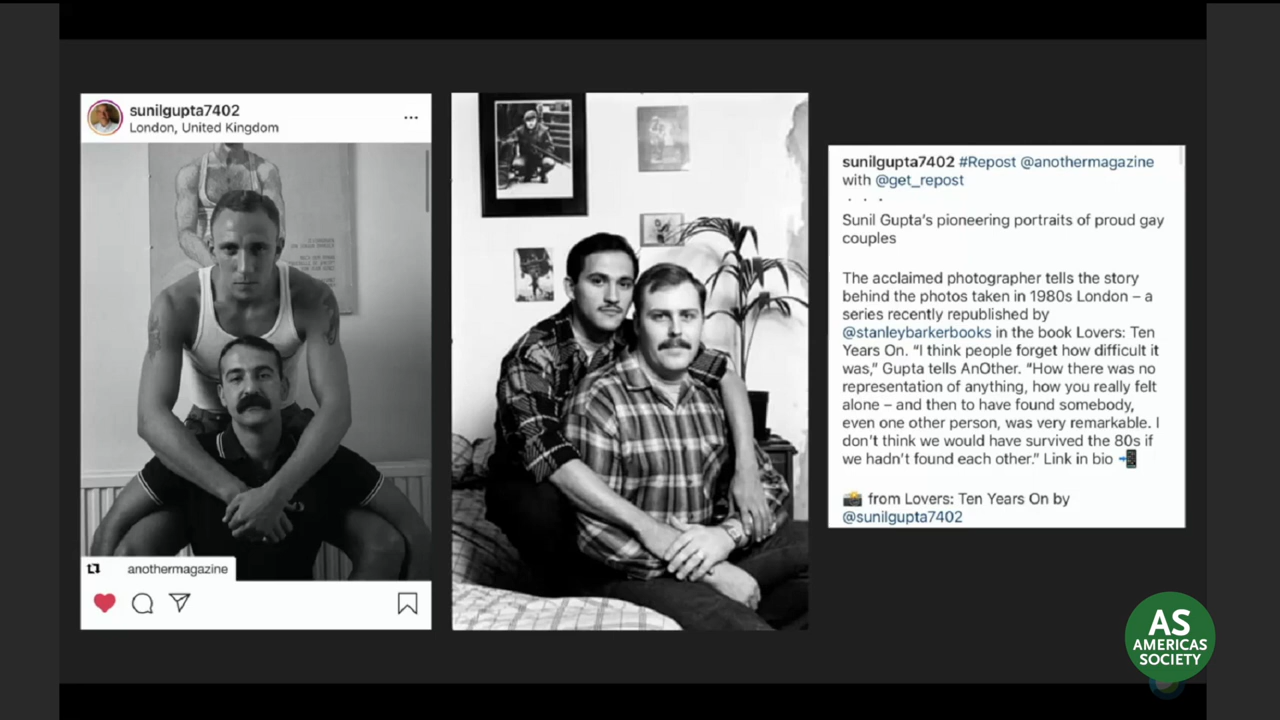 sunilgupta7402
London, United Kingdom
anothermagazine
sunilgupta7402 #Repost @anothermagazine
with @get_repost
. . .
Sunil Gupta's pioneering portraits of proud gay
couples
The acclaimed photographer tells the story
behind the photos taken in 1980s London – a
series recently republished by
@stanleybarkerbooks in the book Lovers: Ten
Years On. "I think people forget how difficult it
was," Gupta tells AnOther. "How there was no
representation of anything, how you really felt
alone – and then to have found somebody,
even one other person, was very remarkable. I
don't think we would have survived the 80s if
we hadn't found each other." Link in bio
from Lovers: Ten Years On by
@sunilgupta7402
AS
AMERICAS
SOCIETY